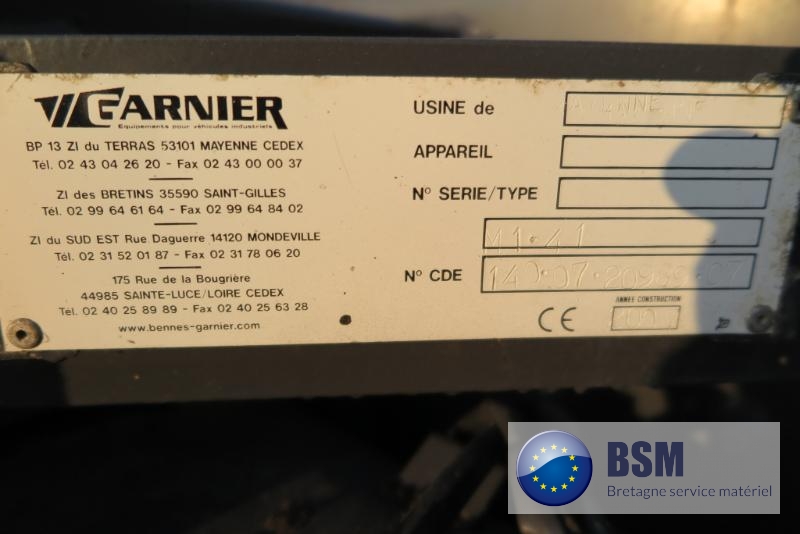 GARNIER
Equipements pour véhicules industriels
BP 13 ZI du TERRAS 53101 MAYENNE CEDEX
Tél. 02 43 04 26 20 - Fax 02 43 00 00 37
ZI des BRETINS 35590 SAINT-GILLES
Tél. 02 99 64 61 64 - Fax 02 99 64 84 02
ZI du SUD EST Rue Daguerre 14120 MONDEVILLE
Tél. 02 31 52 01 87 - Fax 02 31 78 06 20
175 Rue de la Bougrière
44985 SAINTE-LUCE/LOIRE CEDEX
Tel. 02 40 25 89 89 - Fax 02 40 25 63 28
www.bennes-garnier.com
USINE de
APPAREIL
N° SERIE/TYPE
11·41
N° CDE
ANNEE CONSTRUCTION
CE
BSM
Bretagne service matériel